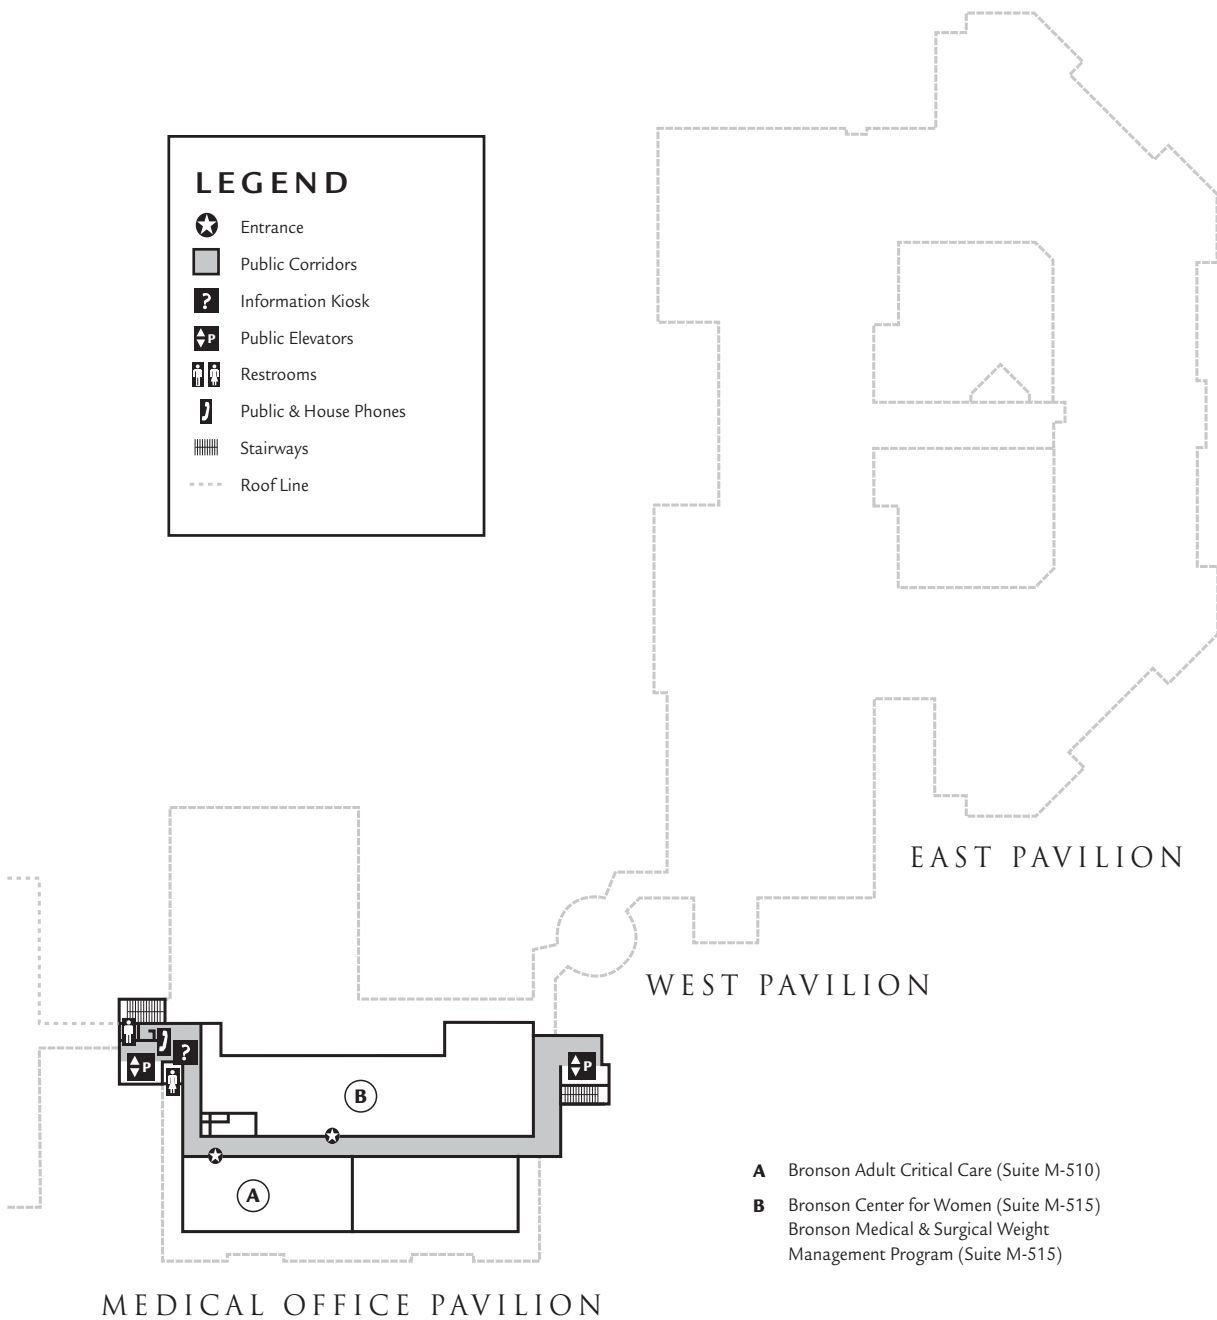 LEGEND
Entrance
Public Corridors
? Information Kiosk
P Public Elevators
Restrooms
Public & House Phones
Stairways
Roof Line
EAST PAVILION
WEST PAVILION
?
P
P
B
A
A Bronson Adult Critical Care (Suite M-510)
B Bronson Center for Women (Suite M-515)
Bronson Medical & Surgical Weight
Management Program (Suite M-515)
MEDICAL OFFICE PAVILION